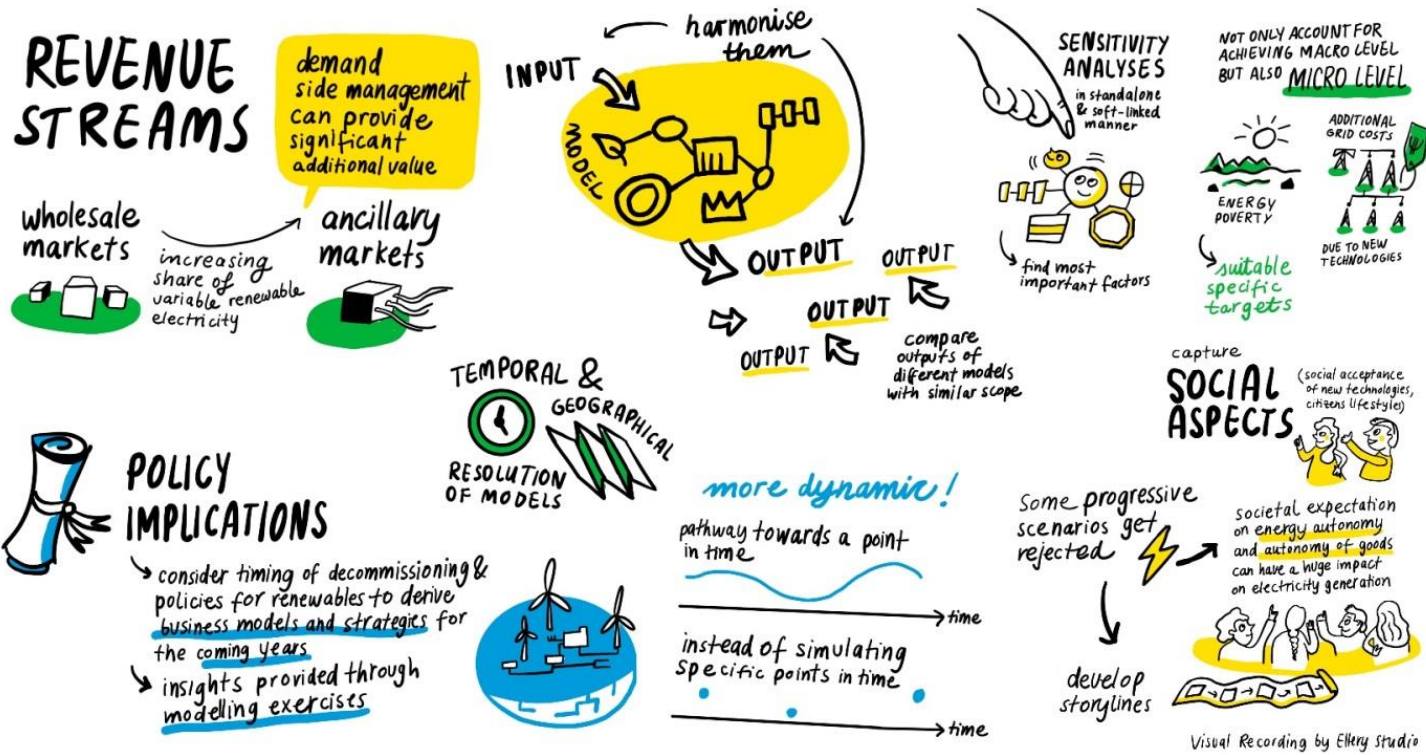 REVENUE
STREAMS
demand
side management
can provide
significant
additional value
wholesale
markets
increasing
share of
variable renewable
electricity
ancillary
markets
harmonise
them
INPUT
MODEL
OUTPUT
OUTPUT
OUTPUT
OUTPUT
compare
outputs of
different models
with similar scope
SENSITIVITY
ANALYSES
in standalone
& soft-linked
manner
find most
important factors
NOT ONLY ACCOUNT FOR
ACHIEVING MACRO LEVEL
BUT ALSO MICRO LEVEL
ENERGY
POVERTY
ADDITIONAL
GRID COSTS
DUE TO NEW
TECHNOLOGIES
suitable
specific
targets
TEMPORAL &
GEOGRAPHICAL
RESOLUTION
OF MODELS
POLICY
IMPLICATIONS
consider timing of decommissioning &
policies for renewables to derive
business models and strategies for
the coming years
insights provided through
modelling exercises
more dynamic!
pathway towards a point
in time
time
instead of simulating
specific points in time
time
capture
SOCIAL
ASPECTS
(social acceptance
of new technologies,
citizens lifestyles)
Some progressive
scenarios get
rejected
societal expectation
on energy autonomy
and autonomy of goods
can have a huge impact
on electricity generation
develop
storylines
Visual Recording by Ellery Studio